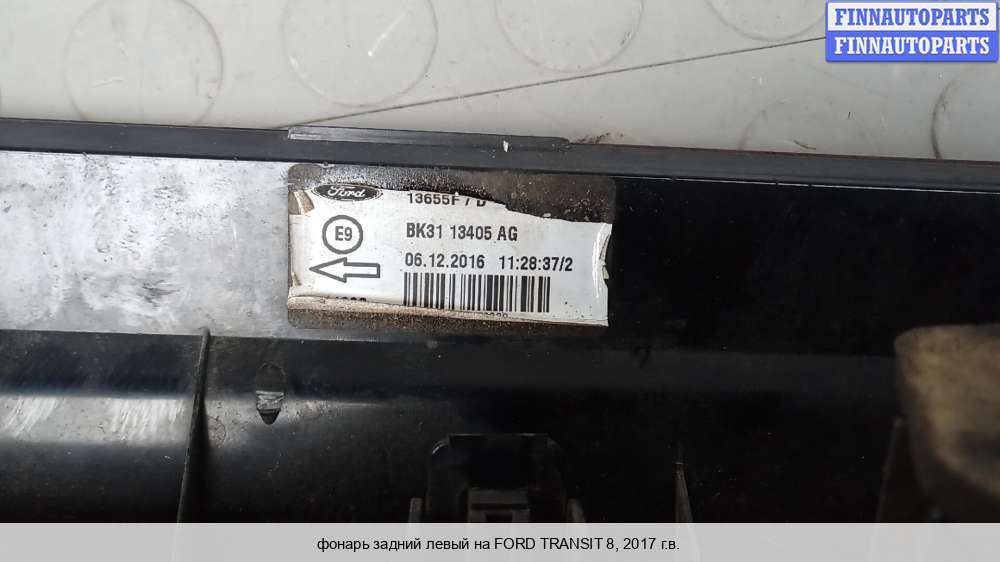 FINNAUTOPARTS
FINNAUTOPARTS
Ford
13655F / D
E9
BK31 13405 AG
06.12.2016 11:28:37/2
фонарь задний левый на FORD TRANSIT 8, 2017 г.в.